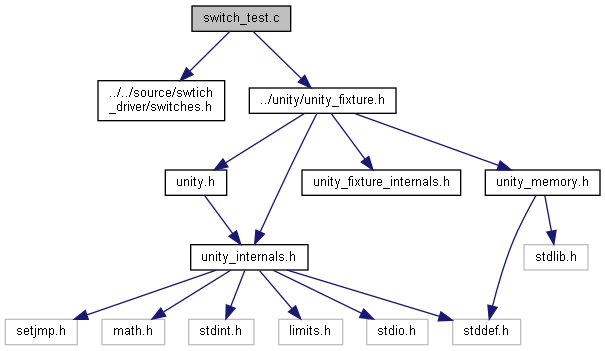 switch_test.c
../../source/swtich
_driver/switches.h
../unity/unity_fixture.h
unity.h
unity_fixture_internals.h
unity_memory.h
unity_internals.h
stdlib.h
setjmp.h
math.h
stdint.h
limits.h
stdio.h
stddef.h